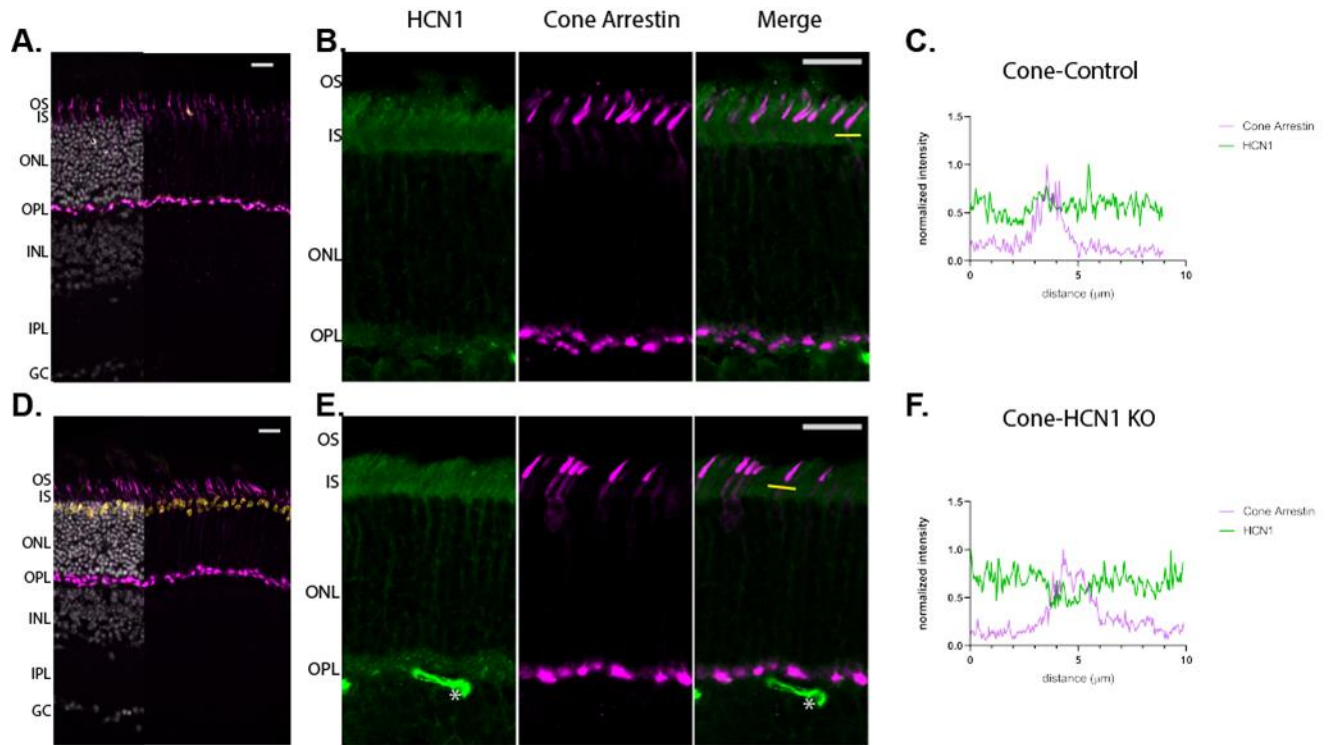 HCN1 Cone Arrestin Merge
A. B. C.
Cone-Control
OS
IS
ONL
OPL
INL
IPL
GC
OS
IS
ONL
OPL
1.5
1.0
0.5
0.0
normalized intensity
0 5 10
distance (μm)
Cone Arrestin
HCN1
D. E. F.
Cone-HCN1 KO
OS
IS
ONL
OPL
INL
IPL
GC
OS
IS
ONL
OPL
* *
1.5
1.0
0.5
0.0
normalized intensity
0 5 10
distance (μm)
Cone Arrestin
HCN1